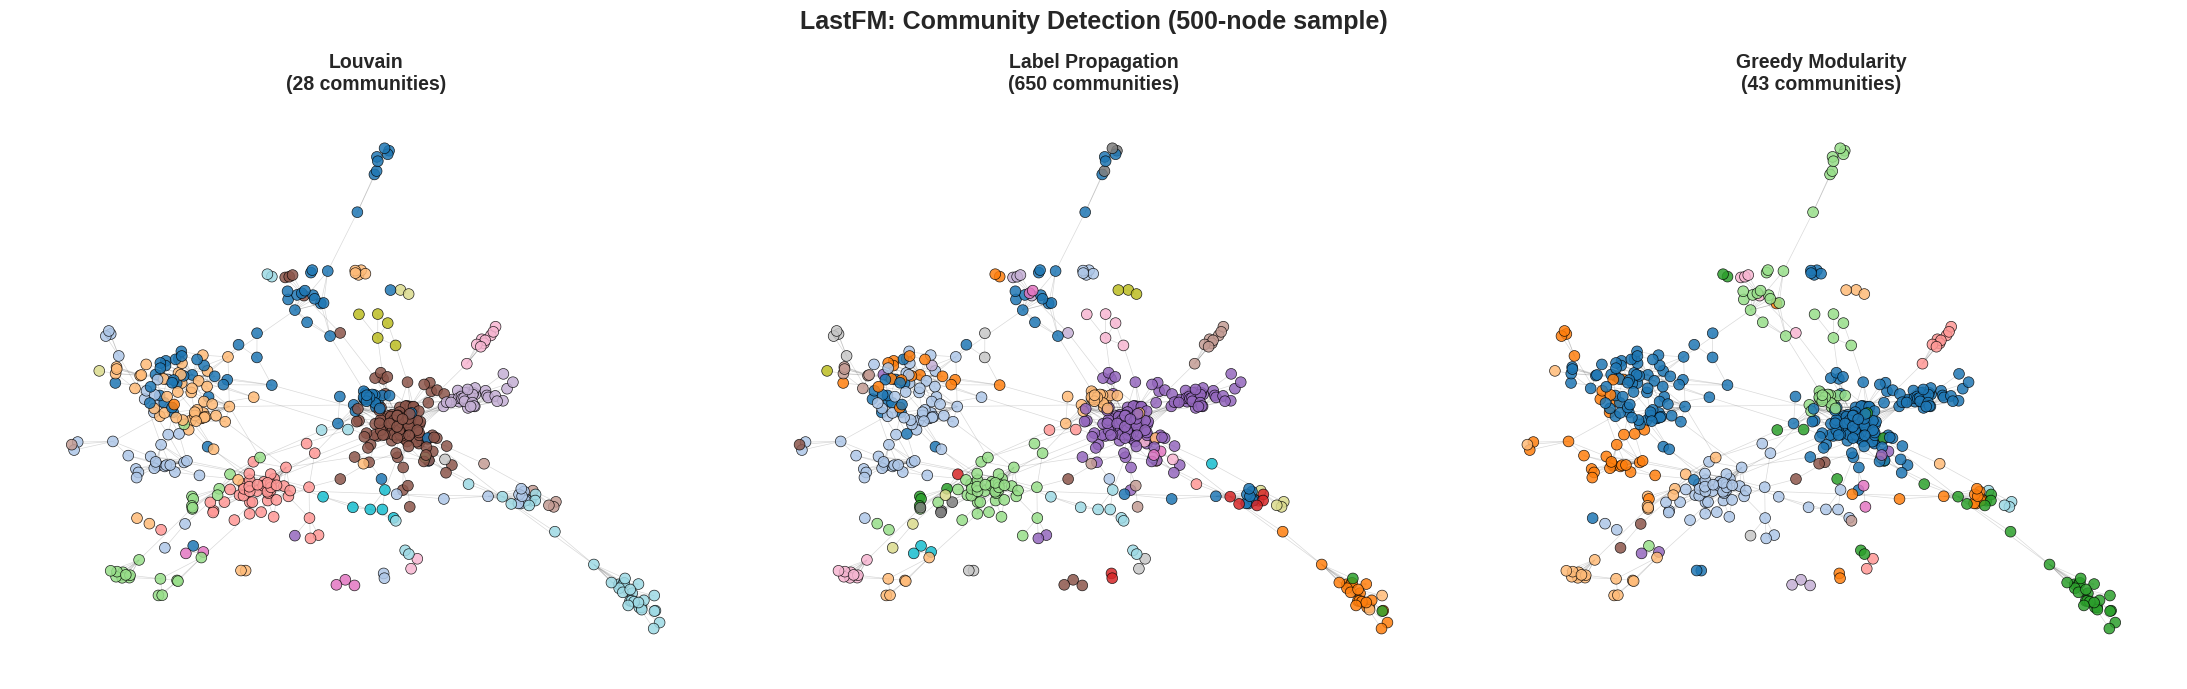 LastFM: Community Detection (500-node sample)
Louvain
(28 communities)
Label Propagation
(650 communities)
Greedy Modularity
(43 communities)